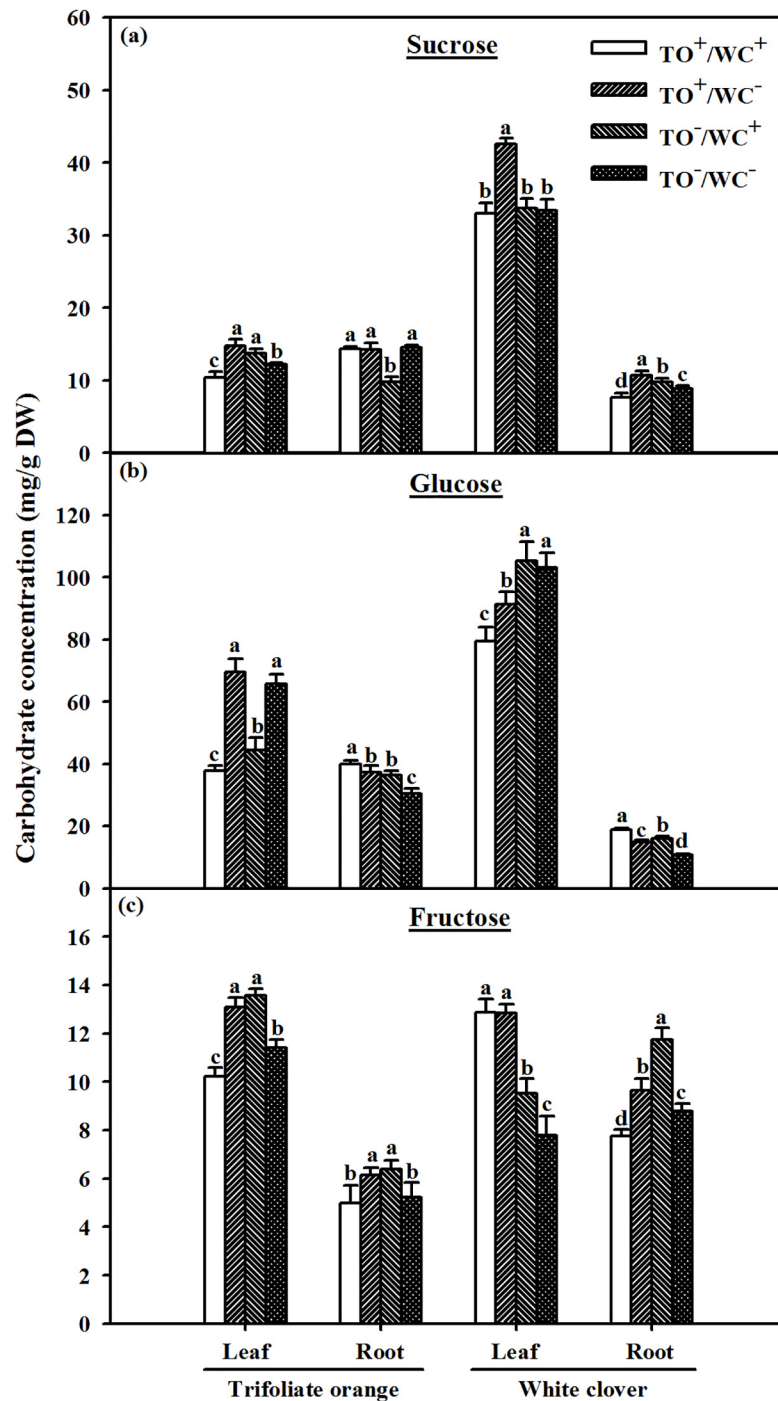 60
(a)
Sucrose
TO⁺/WC⁺
TO⁺/WC⁻
TO⁻/WC⁺
TO⁻/WC⁻
50
40
30
20
10
0
c a a b
a a b a
b a b b
d a b c
Carbohydrate concentration (mg/g DW)
(b)
Glucose
120
100
80
60
40
20
0
c a b a
a b b c
c b a a
a c b d
(c)
Fructose
16
14
12
10
8
6
4
2
0
c a a b
b a a b
a a b c
d b a c
Leaf Root Leaf Root
Trifoliate orange White clover